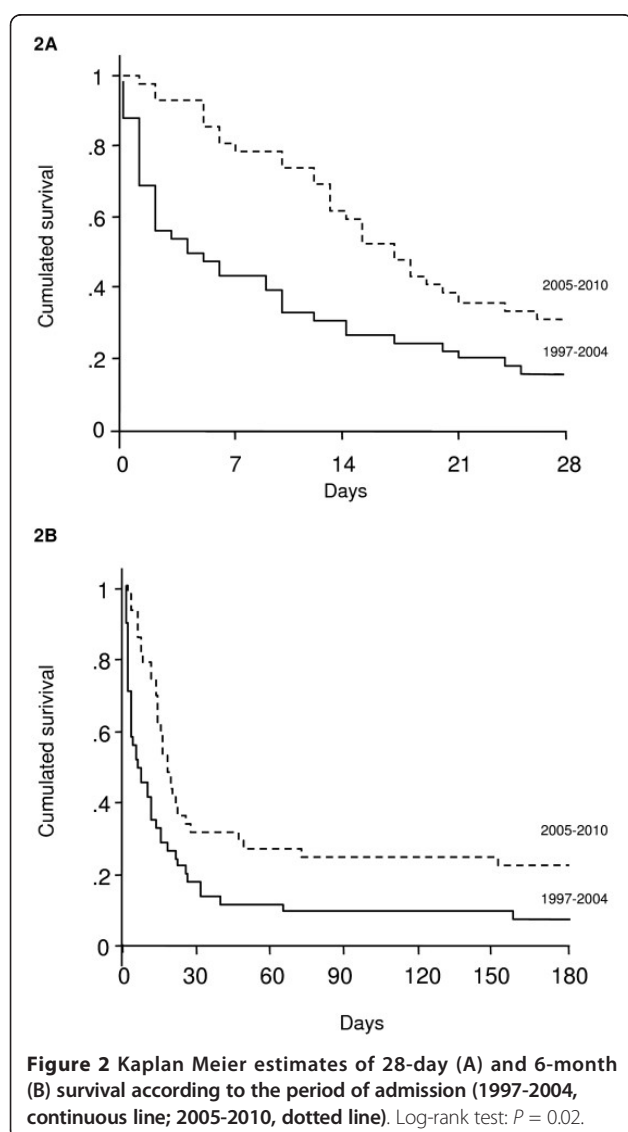 2A
1
.8
.6
.4
.2
0
Cumulated survival
2005-2010
1997-2004
0 7 14 21 28
Days
2B
1
.8
.6
.4
.2
0
Cumulated surivival
2005-2010
1997-2004
0 30 60 90 120 150 180
Days
Figure 2 Kaplan Meier estimates of 28-day (A) and 6-month
(B) survival according to the period of admission (1997-2004,
continuous line; 2005-2010, dotted line). Log-rank test: P = 0.02.